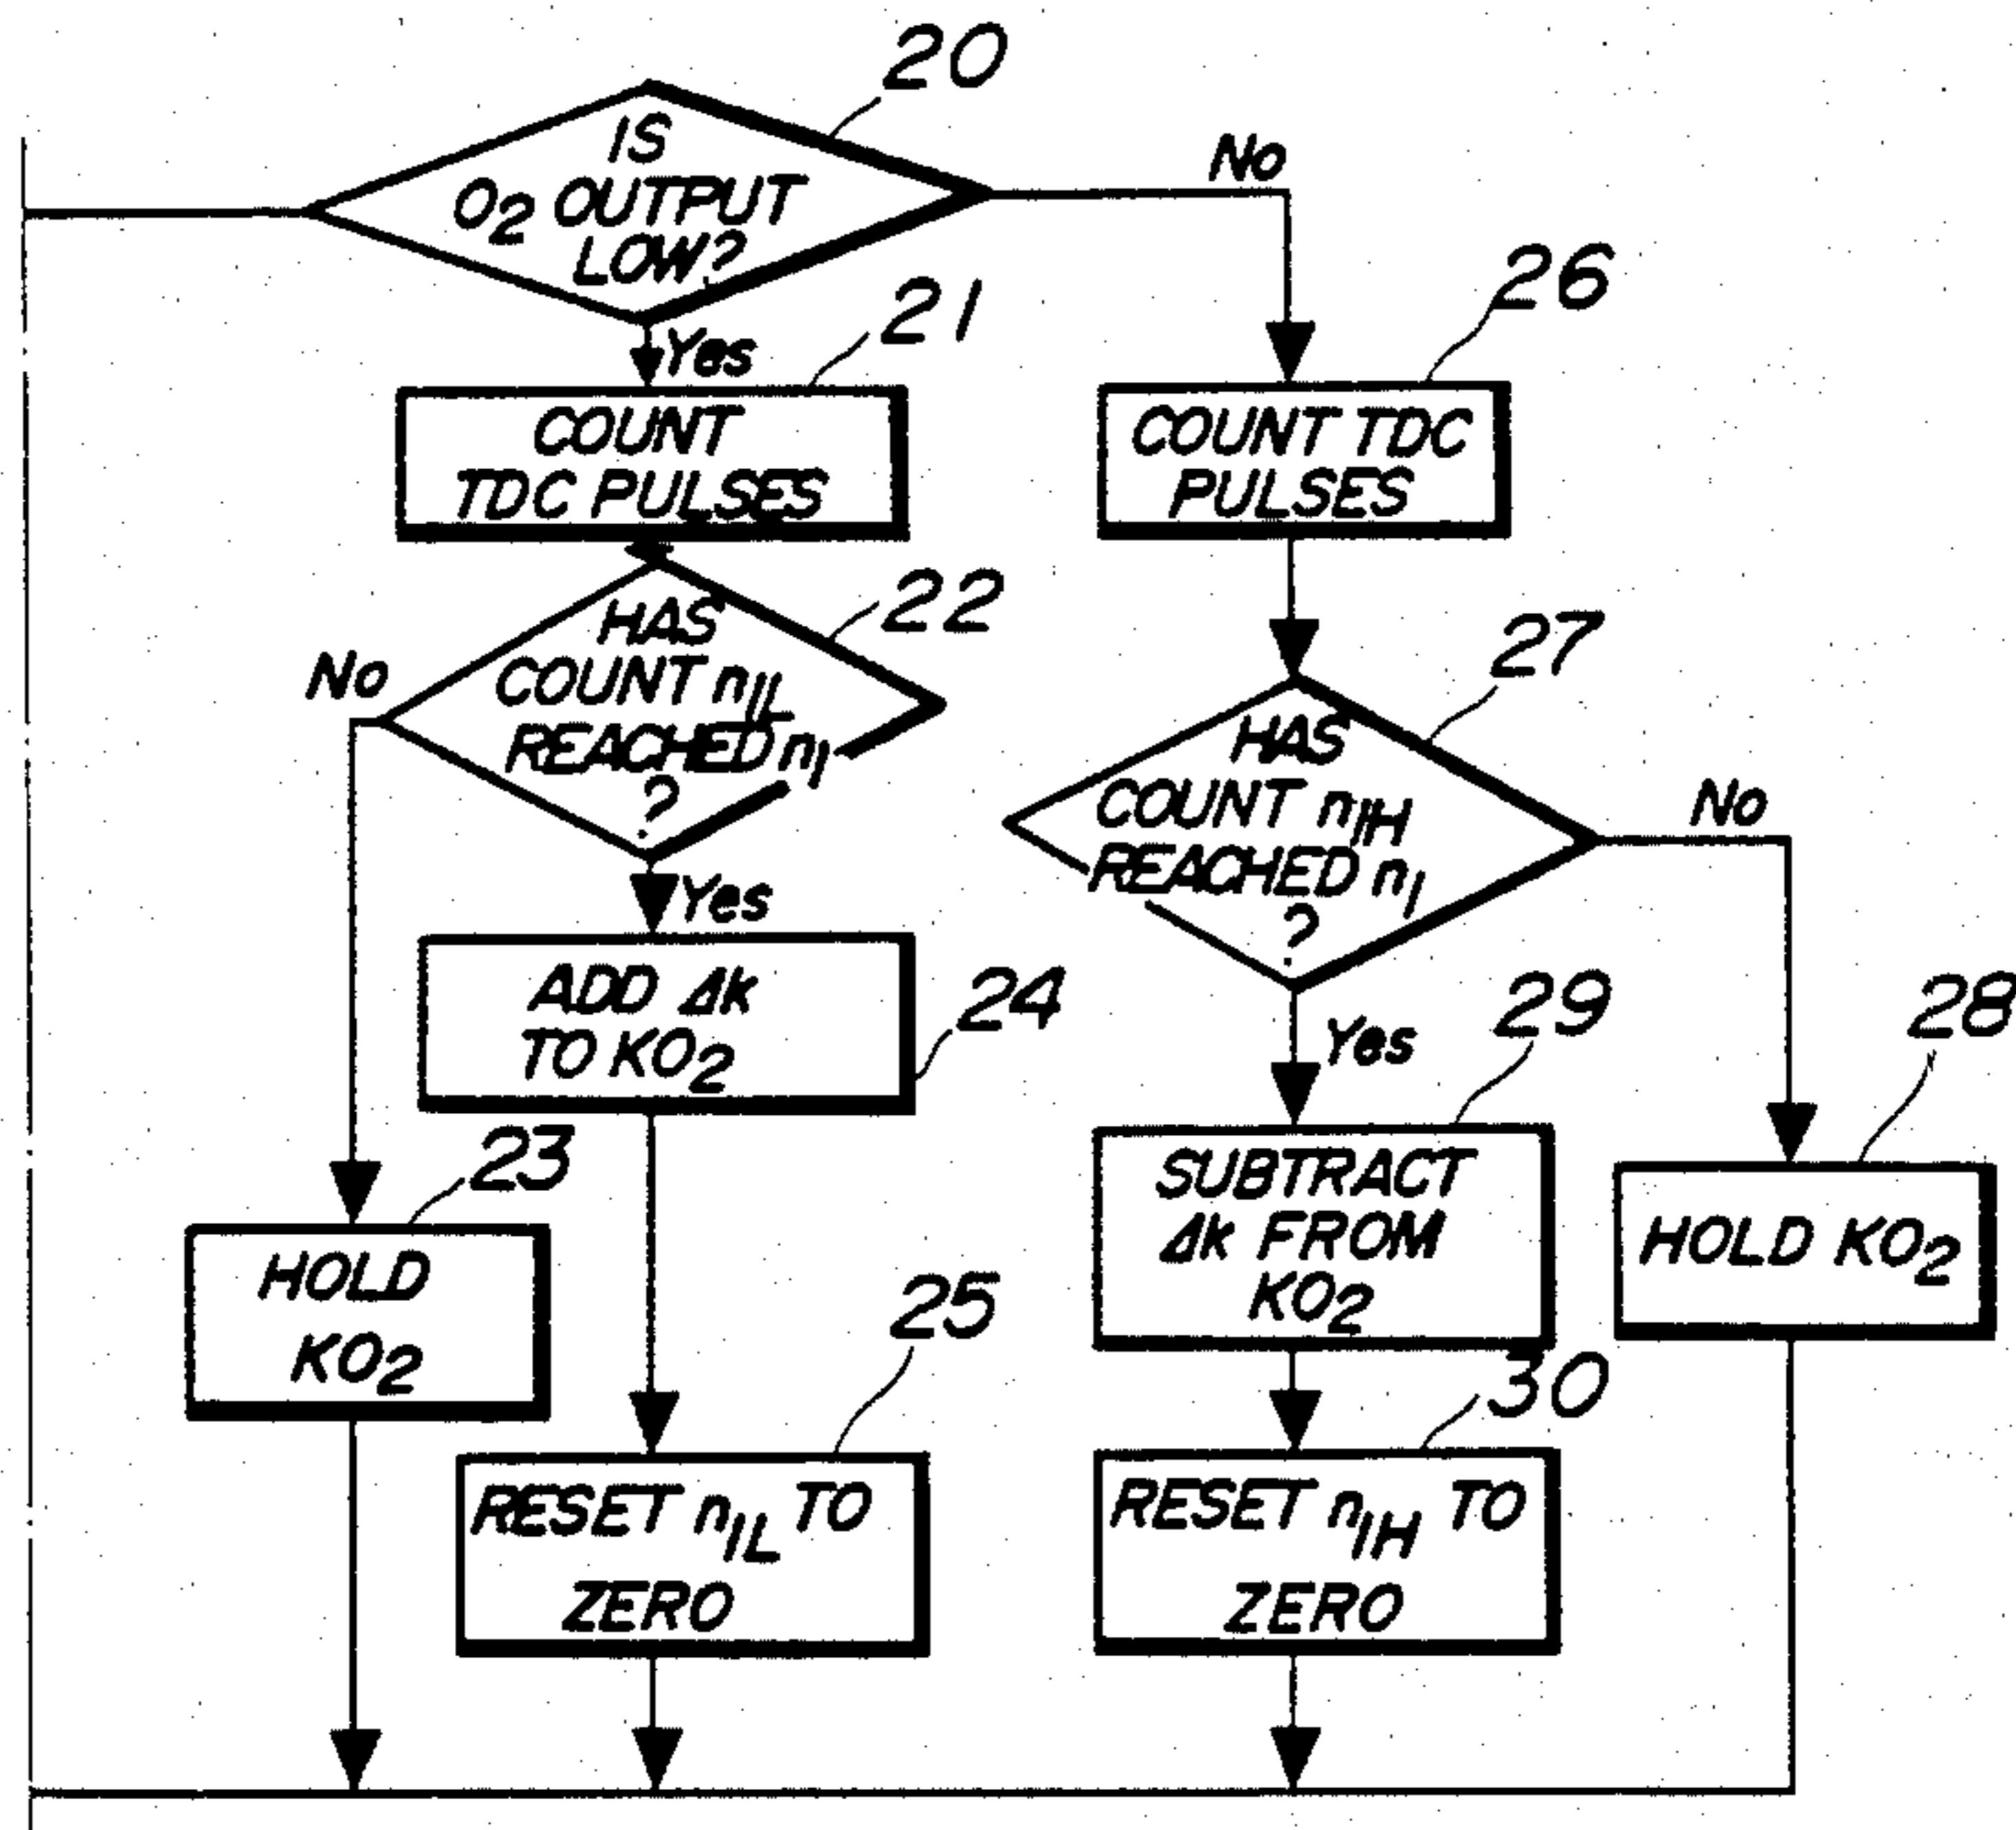 20
IS
O2 OUTPUT
LOW?
No
Yes
21
COUNT
TDC PULSES
26
COUNT TDC
PULSES
22
HAS
COUNT n1L
REACHED n1
?
No
Yes
27
HAS
COUNT n1H
REACHED n1
?
No
Yes
24
ADD Δk
TO KO2
23
HOLD
KO2
29
SUBTRACT
Δk FROM
KO2
28
HOLD KO2
25
RESET n1L TO
ZERO
30
RESET n1H TO
ZERO